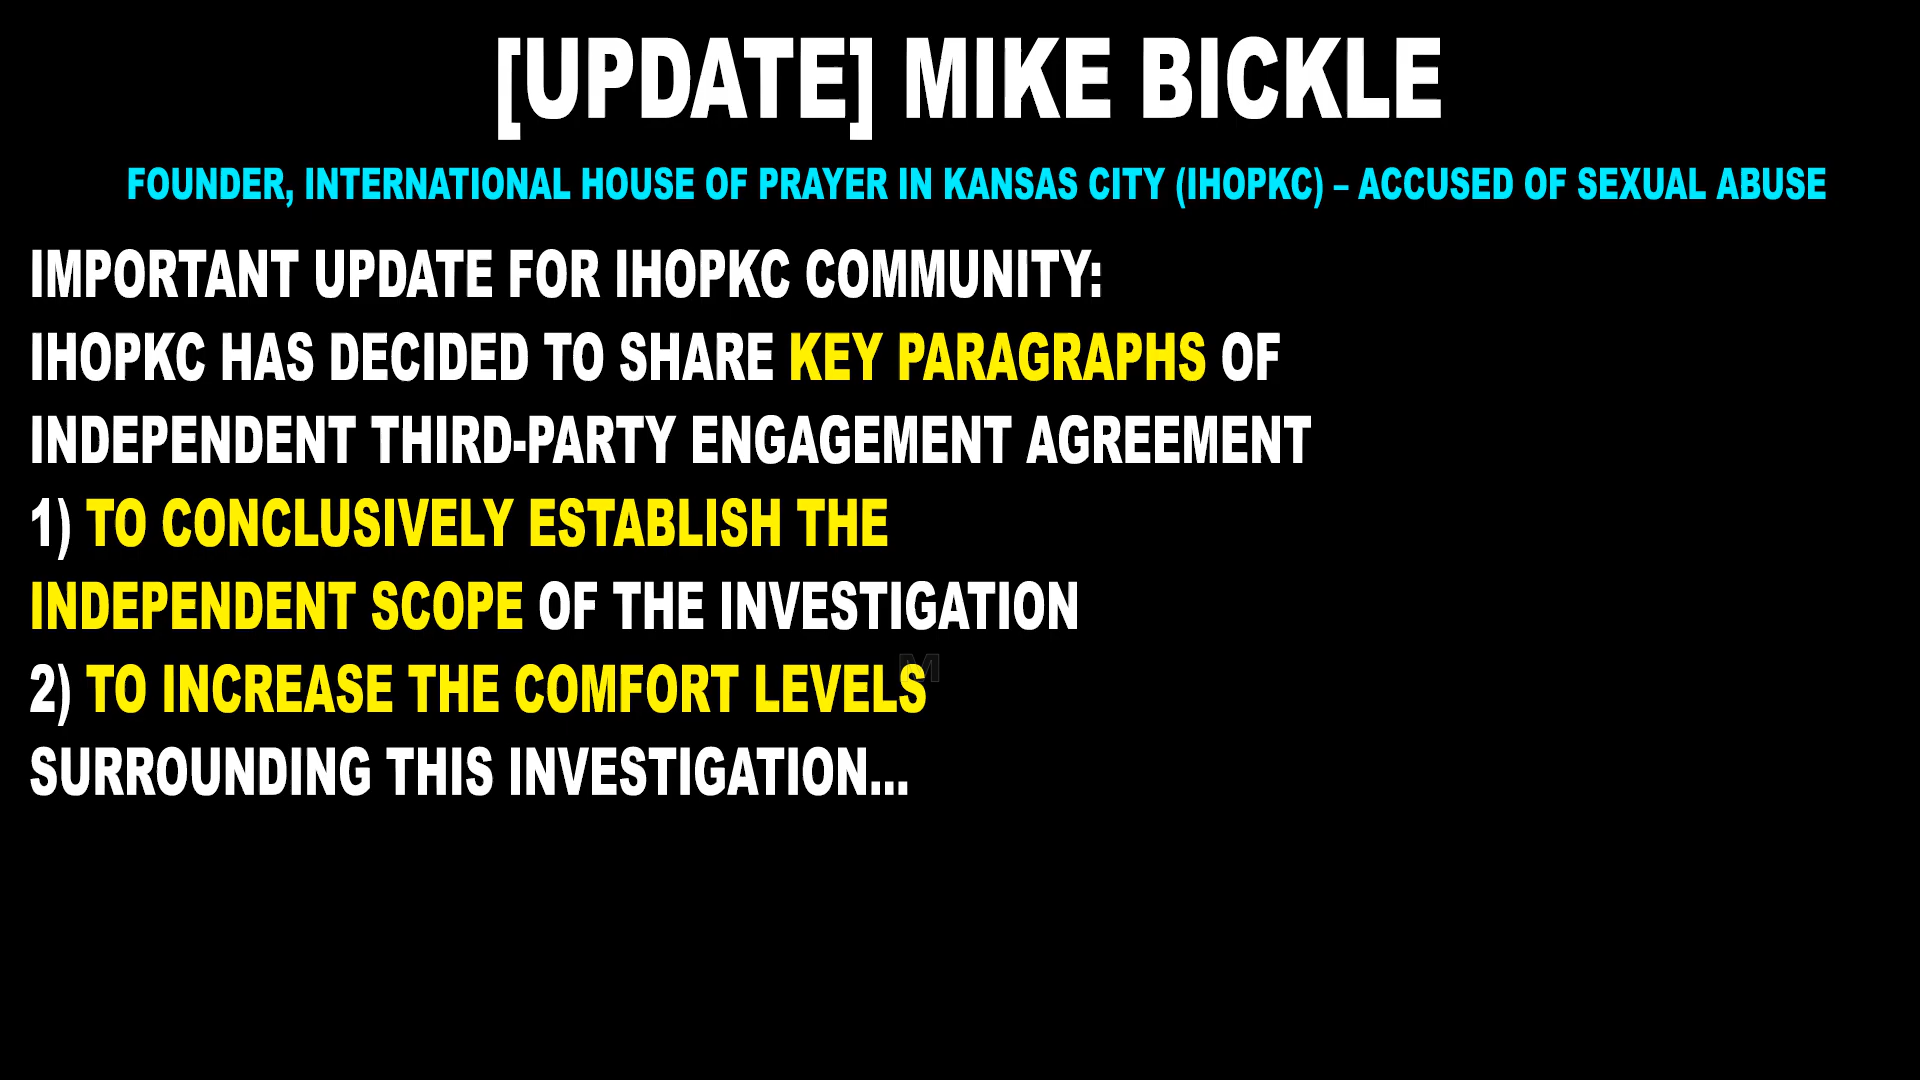 [UPDATE] MIKE BICKLE
FOUNDER, INTERNATIONAL HOUSE OF PRAYER IN KANSAS CITY (IHOPKC) – ACCUSED OF SEXUAL ABUSE
IMPORTANT UPDATE FOR IHOPKC COMMUNITY:
IHOPKC HAS DECIDED TO SHARE KEY PARAGRAPHS OF
INDEPENDENT THIRD-PARTY ENGAGEMENT AGREEMENT
1) TO CONCLUSIVELY ESTABLISH THE
INDEPENDENT SCOPE OF THE INVESTIGATION
2) TO INCREASE THE COMFORT LEVELS
M
SURROUNDING THIS INVESTIGATION...